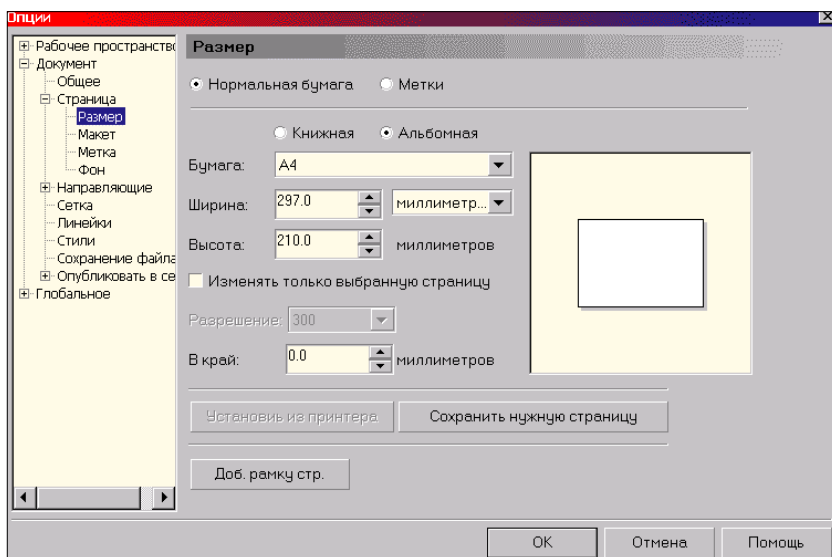 Опции
Рабочее пространство
Документ
Общее
Страница
Размер
Макет
Метка
Фон
Направляющие
Сетка
Линейки
Стили
Сохранение файла
Опубликовать в се
Глобальное
Размер
Нормальная бумага Метки
Книжная Альбомная
Бумага: A4
Ширина: 297.0 миллиметр...
Высота: 210.0 миллиметров
Изменять только выбранную страницу
Разрешение: 300
В край: 0.0 миллиметров
Установиь из принтера Сохранить нужную страницу
Доб. рамку стр.
OK Отмена Помощь